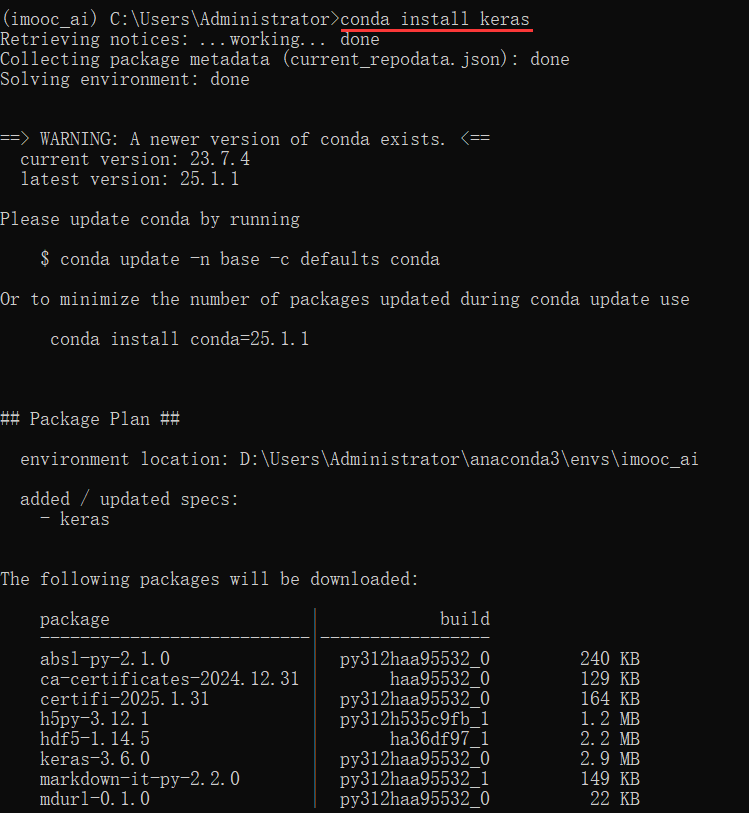 (imooc_ai) C:\Users\Administrator>conda install keras
Retrieving notices: ...working... done
Collecting package metadata (current_repodata.json): done
Solving environment: done
==> WARNING: A newer version of conda exists. <==
current version: 23.7.4
latest version: 25.1.1
Please update conda by running
$ conda update -n base -c defaults conda
Or to minimize the number of packages updated during conda update use
conda install conda=25.1.1
## Package Plan ##
environment location: D:\Users\Administrator\anaconda3\envs\imooc_ai
added / updated specs:
- keras
The following packages will be downloaded:
package | build
---------------------------|-----------------
absl-py-2.1.0 | py312haa95532_0 240 KB
ca-certificates-2024.12.31 | haa95532_0 129 KB
certifi-2025.1.31 | py312haa95532_0 164 KB
h5py-3.12.1 | py312h535c9fb_1 1.2 MB
hdf5-1.14.5 | ha36df97_1 2.2 MB
keras-3.6.0 | py312haa95532_0 2.9 MB
markdown-it-py-2.2.0 | py312haa95532_1 149 KB
mdurl-0.1.0 | py312haa95532_0 22 KB